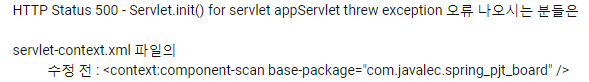 HTTP Status 500 - Servlet.init() for servlet appServlet threw exception 오류 나오시는 분들은
servlet-context.xml 파일의
수정 전 : <context:component-scan base-package="com.javalec.spring_pjt_board" />